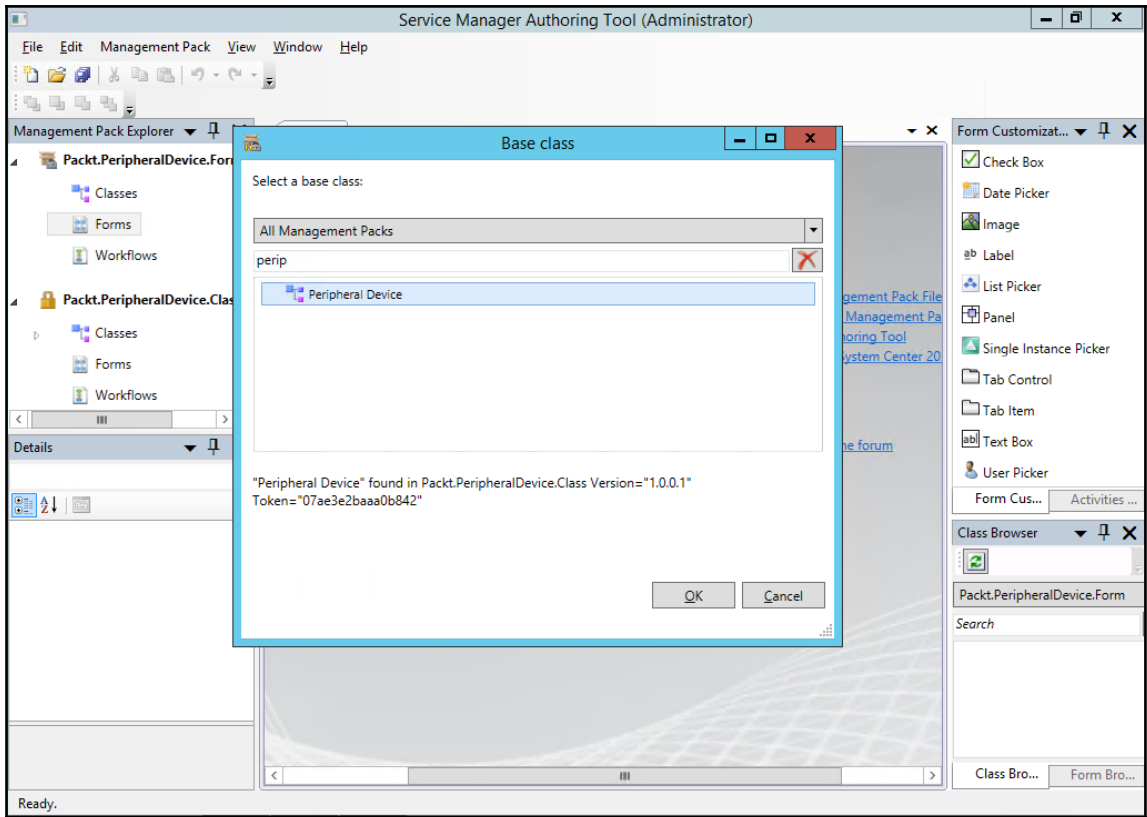 Service Manager Authoring Tool (Administrator)
File Edit Management Pack View Window Help
Management Pack Explorer
Packt.PeripheralDevice.For
Classes
Forms
Workflows
Packt.PeripheralDevice.Clas
Classes
Forms
Workflows
Details
Base class
Select a base class:
All Management Packs
perip
Peripheral Device
"Peripheral Device" found in Packt.PeripheralDevice.Class Version="1.0.0.1"
Token="07ae3e2baaa0b842"
OK Cancel
gement Pack File
Management Pa
horing Tool
System Center 20
he forum
Form Customizat...
Check Box
Date Picker
Image
Label
List Picker
Panel
Single Instance Picker
Tab Control
Tab Item
Text Box
User Picker
Form Cus... Activities ...
Class Browser
Packt.PeripheralDevice.Form
Search
Class Bro... Form Bro...
Ready.